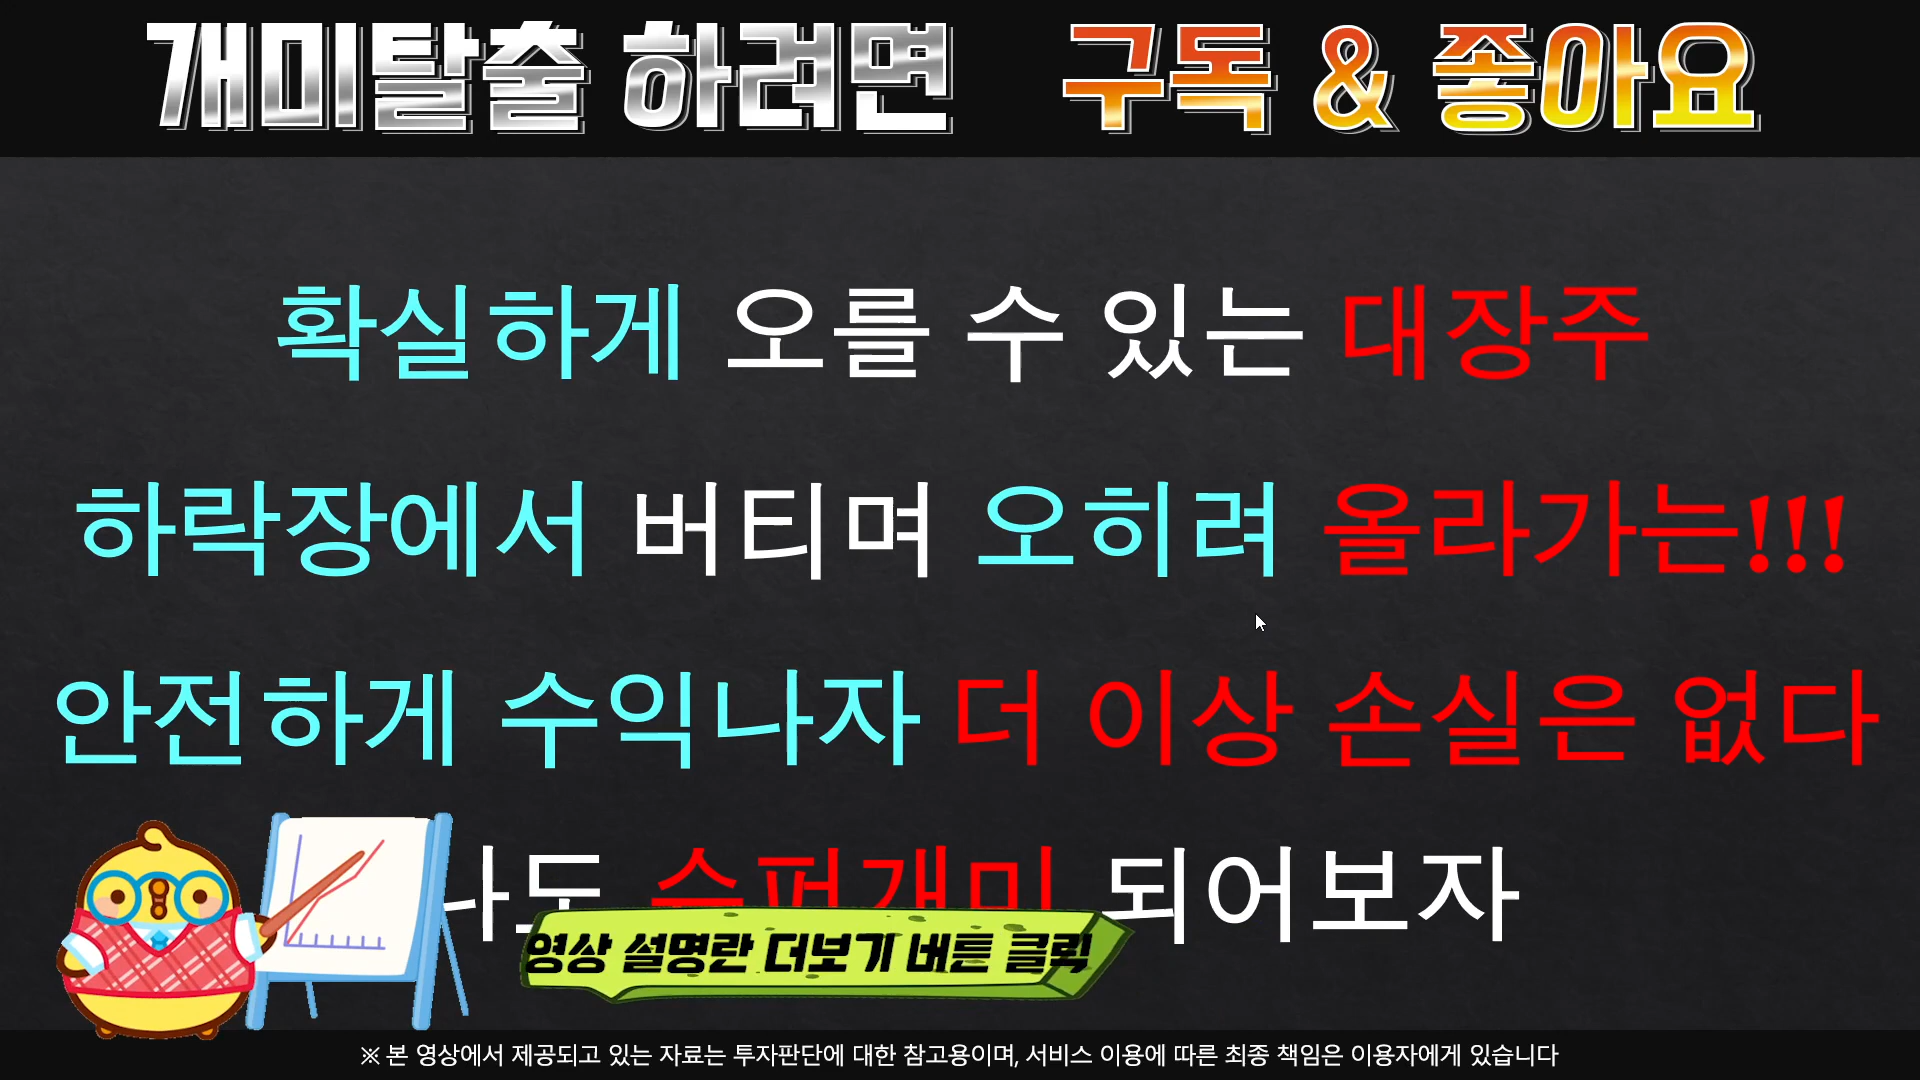 개미탈출 하려면 구독 & 좋아요
확실하게 오를 수 있는 대장주
하락장에서 버티며 오히려 올라가는!!!
안전하게 수익나자 더 이상 손실은 없다
나도 슈퍼개미 되어보자
영상 설명란 더보기 버튼 클릭
※ 본 영상에서 제공되고 있는 자료는 투자판단에 대한 참고용이며, 서비스 이용에 따른 최종 책임은 이용자에게 있습니다